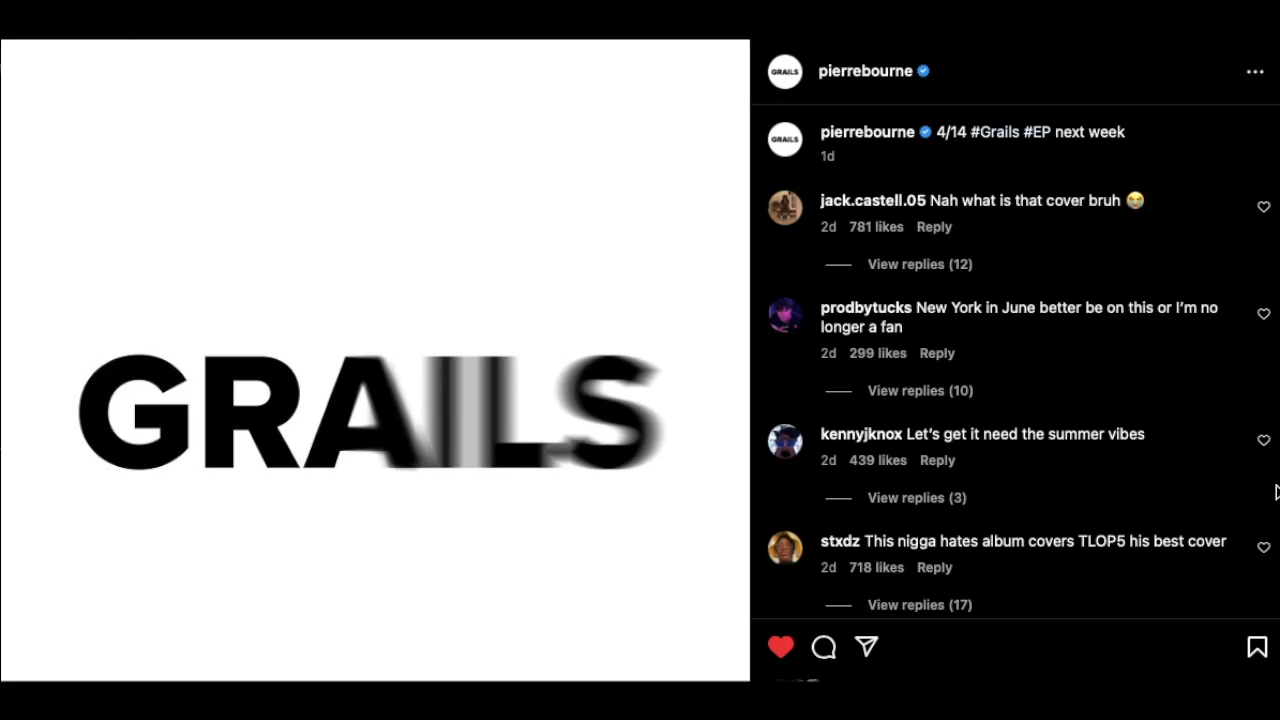 GRAILS
GRAILS
pierrebourne
GRAILS
pierrebourne 4/14 #Grails #EP next week
1d
jack.castell.05 Nah what is that cover bruh 😭
2d 781 likes Reply
View replies (12)
prodbytucks New York in June better be on this or I'm no
longer a fan
2d 299 likes Reply
View replies (10)
kennyjknox Let's get it need the summer vibes
2d 439 likes Reply
View replies (3)
stxdz This nigga hates album covers TLOP5 his best cover
2d 718 likes Reply
View replies (17)